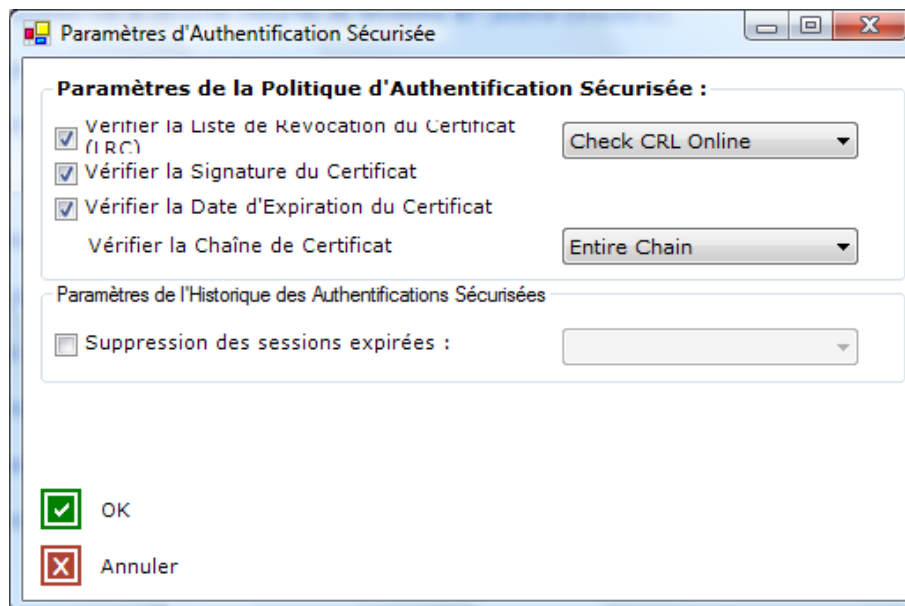 Paramètres d'Authentification Sécurisée
Paramètres de la Politique d'Authentification Sécurisée :
Vérifier la Liste de Révocation du Certificat
(LRC)
Check CRL Online
Vérifier la Signature du Certificat
Vérifier la Date d'Expiration du Certificat
Vérifier la Chaîne de Certificat
Entire Chain
Paramètres de l'Historique des Authentifications Sécurisées
Suppression des sessions expirées :
OK
Annuler